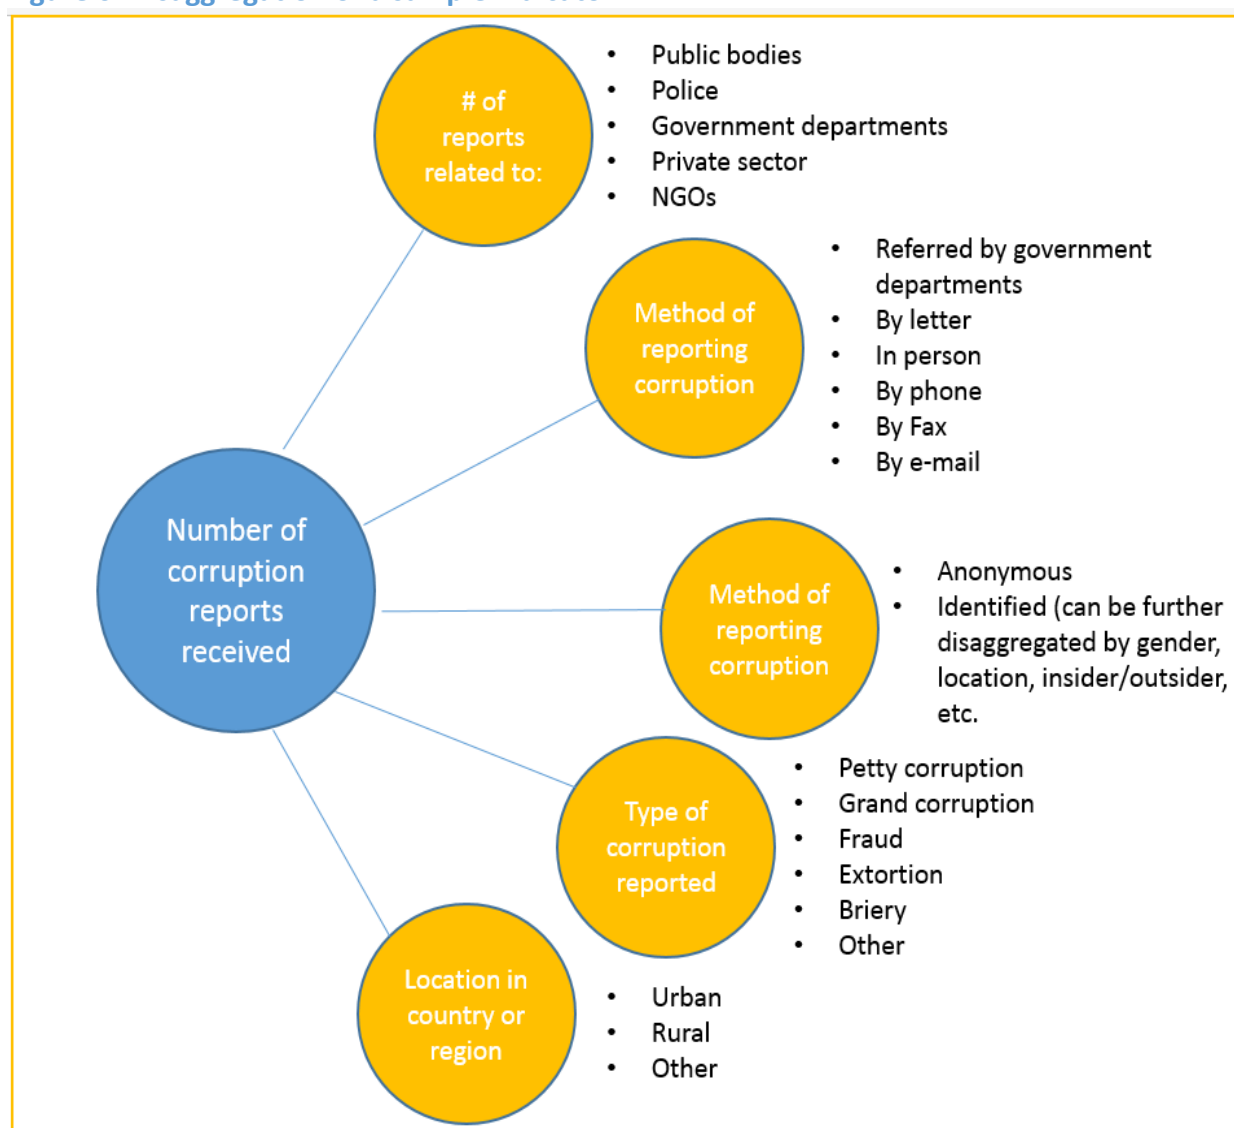 # of
reports
related to:
• Public bodies
• Police
• Government departments
• Private sector
• NGOs
Method of
reporting
corruption
• Referred by government
departments
• By letter
• In person
• By phone
• By Fax
• By e-mail
Number of
corruption
reports
received
Method of
reporting
corruption
• Anonymous
• Identified (can be further
disaggregated by gender,
location, insider/outsider,
etc.
Type of
corruption
reported
• Petty corruption
• Grand corruption
• Fraud
• Extortion
• Briery
• Other
Location in
country or
region
• Urban
• Rural
• Other